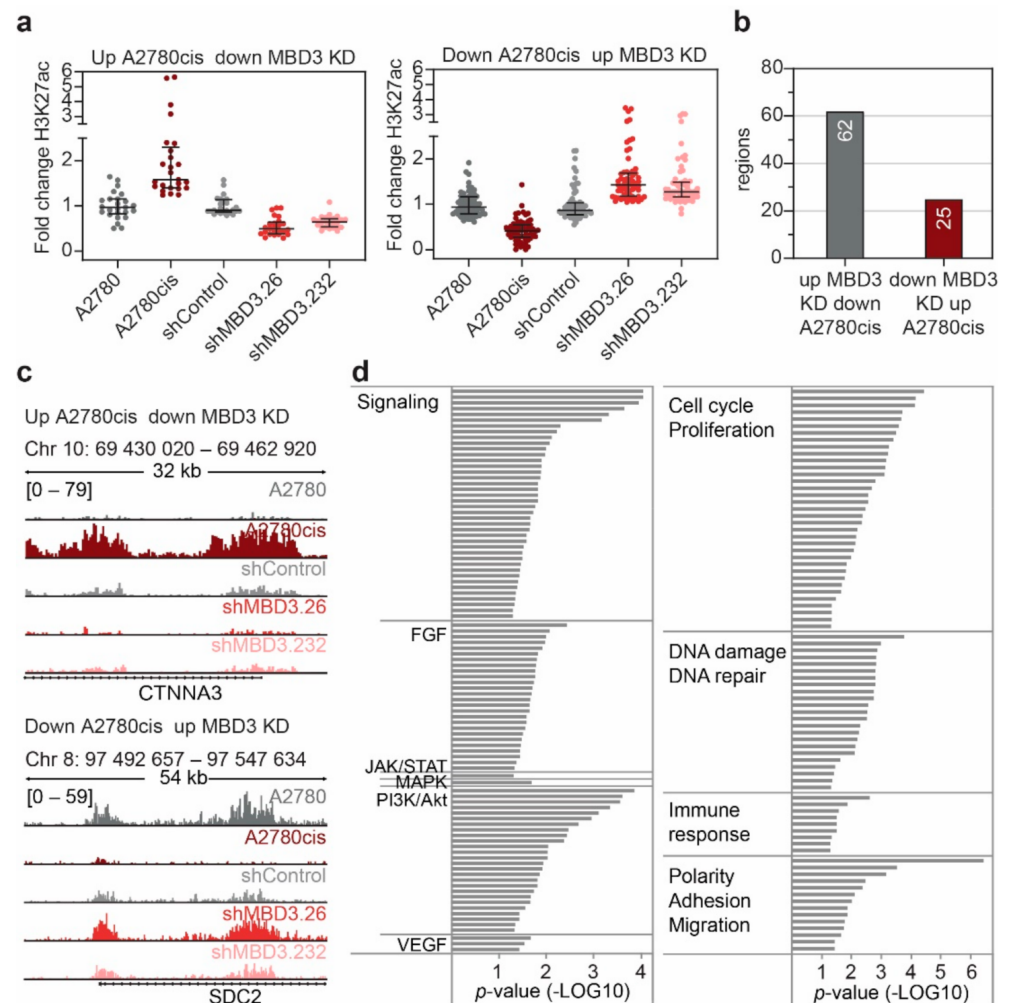 a
Up A2780cis down MBD3 KD
Fold change H3K27ac
6
5
4
3
2
1
0
A2780
A2780cis
shControl
shMBD3.26
shMBD3.232
Down A2780cis up MBD3 KD
Fold change H3K27ac
6
5
4
3
2
1
0
A2780
A2780cis
shControl
shMBD3.26
shMBD3.232
b
regions
80
60
40
20
0
62
25
up MBD3
KD down
A2780cis
down MBD3
KD up
A2780cis
c
Up A2780cis down MBD3 KD
Chr 10: 69 430 020 – 69 462 920
32 kb
[0 – 79]
A2780
A2780cis
shControl
shMBD3.26
shMBD3.232
CTNNA3
Down A2780cis up MBD3 KD
Chr 8: 97 492 657 – 97 547 634
54 kb
[0 – 59]
A2780
A2780cis
shControl
shMBD3.26
shMBD3.232
SDC2
d
Signaling
FGF
JAK/STAT
MAPK
PI3K/Akt
VEGF
1 2 3 4
p-value (-LOG10)
Cell cycle
Proliferation
DNA damage
DNA repair
Immune
response
Polarity
Adhesion
Migration
1 2 3 4 5 6
p-value (-LOG10)